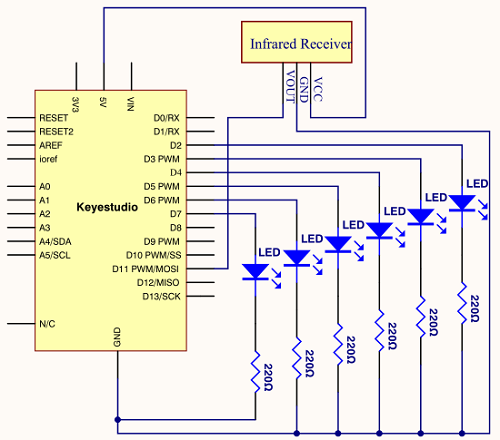 Infrared Receiver
VOUT
GND
VCC
3V3
5V
VIN
RESET
RESET2
AREF
ioref
A0
A1
A2
A3
A4/SDA
A5/SCL
N/C
Keyestudio
D0/RX
D1/RX
D2
D3 PWM
D4
D5 PWM
D6 PWM
D7
D8
D9 PWM
D10 PWM/SS
D11 PWM/MOSI
D12/MISO
D13/SCK
GND
LED
LED
LED
LED
LED
LED
220Ω
220Ω
220Ω
220Ω
220Ω
220Ω